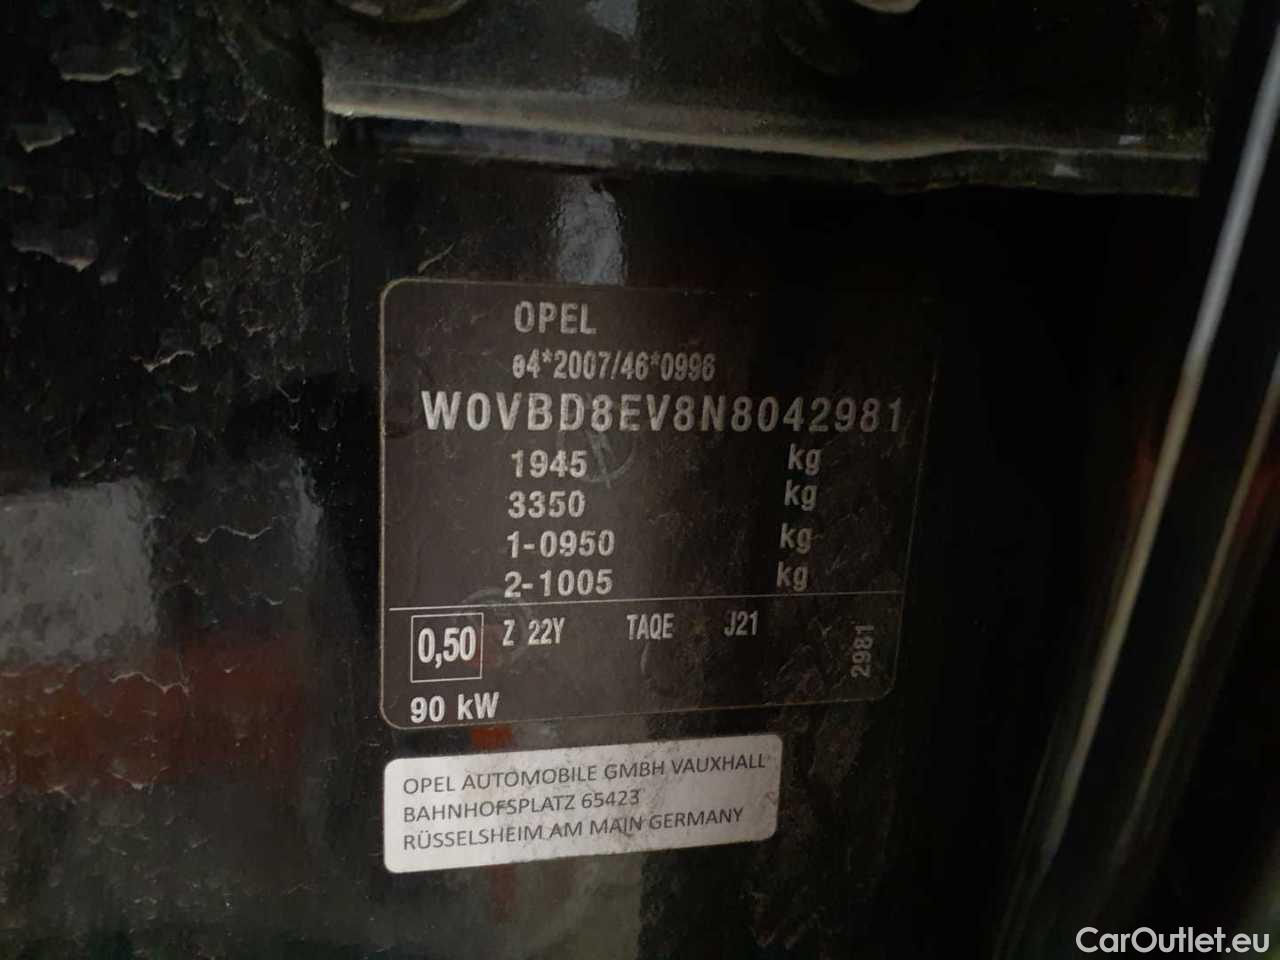 OPEL
e4*2007/46*0996
W0VBD8EV8N8042981
1945 kg
3350 kg
1-0950 kg
2-1005 kg
0,50 Z 22Y TAQE J21
2981
90 kW
OPEL AUTOMOBILE GMBH VAUXHALL
BAHNHOFSPLATZ 65423
RÜSSELSHEIM AM MAIN GERMANY
CarOutlet.eu